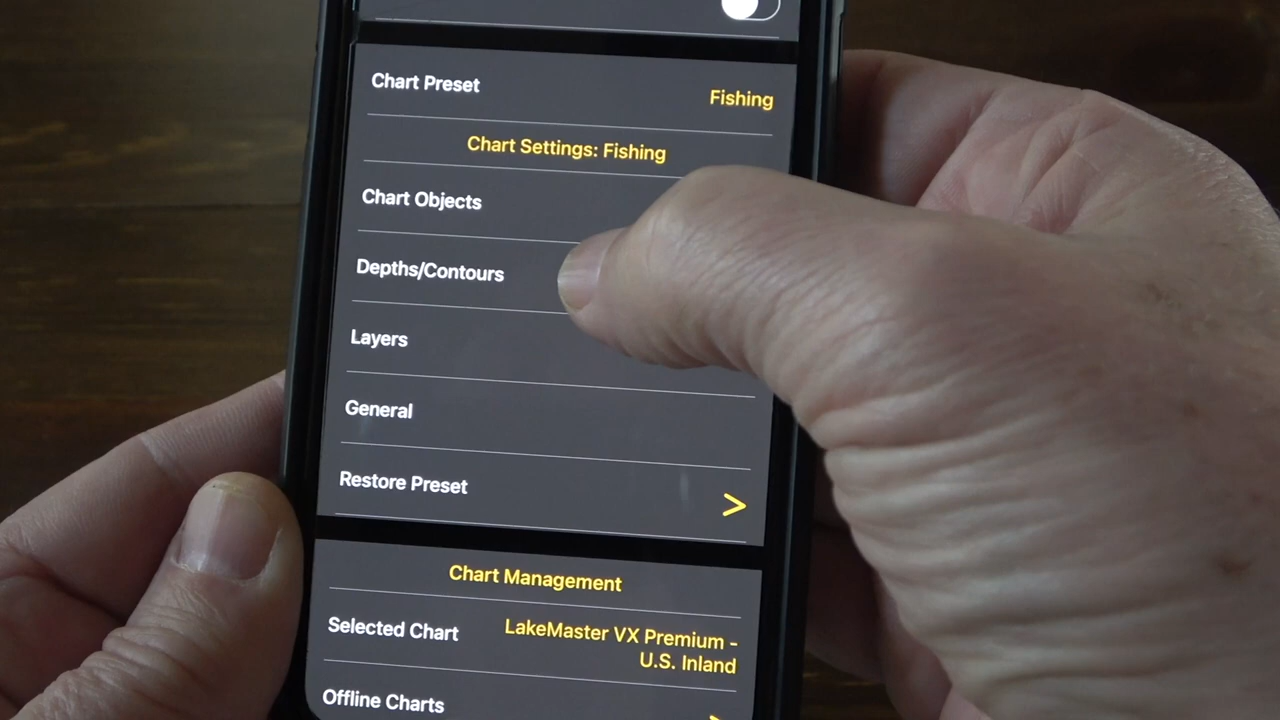 Chart Preset Fishing
Chart Settings: Fishing
Chart Objects
Depths/Contours
Layers
General
Restore Preset >
Chart Management
Selected Chart LakeMaster VX Premium -
U.S. Inland
Offline Charts